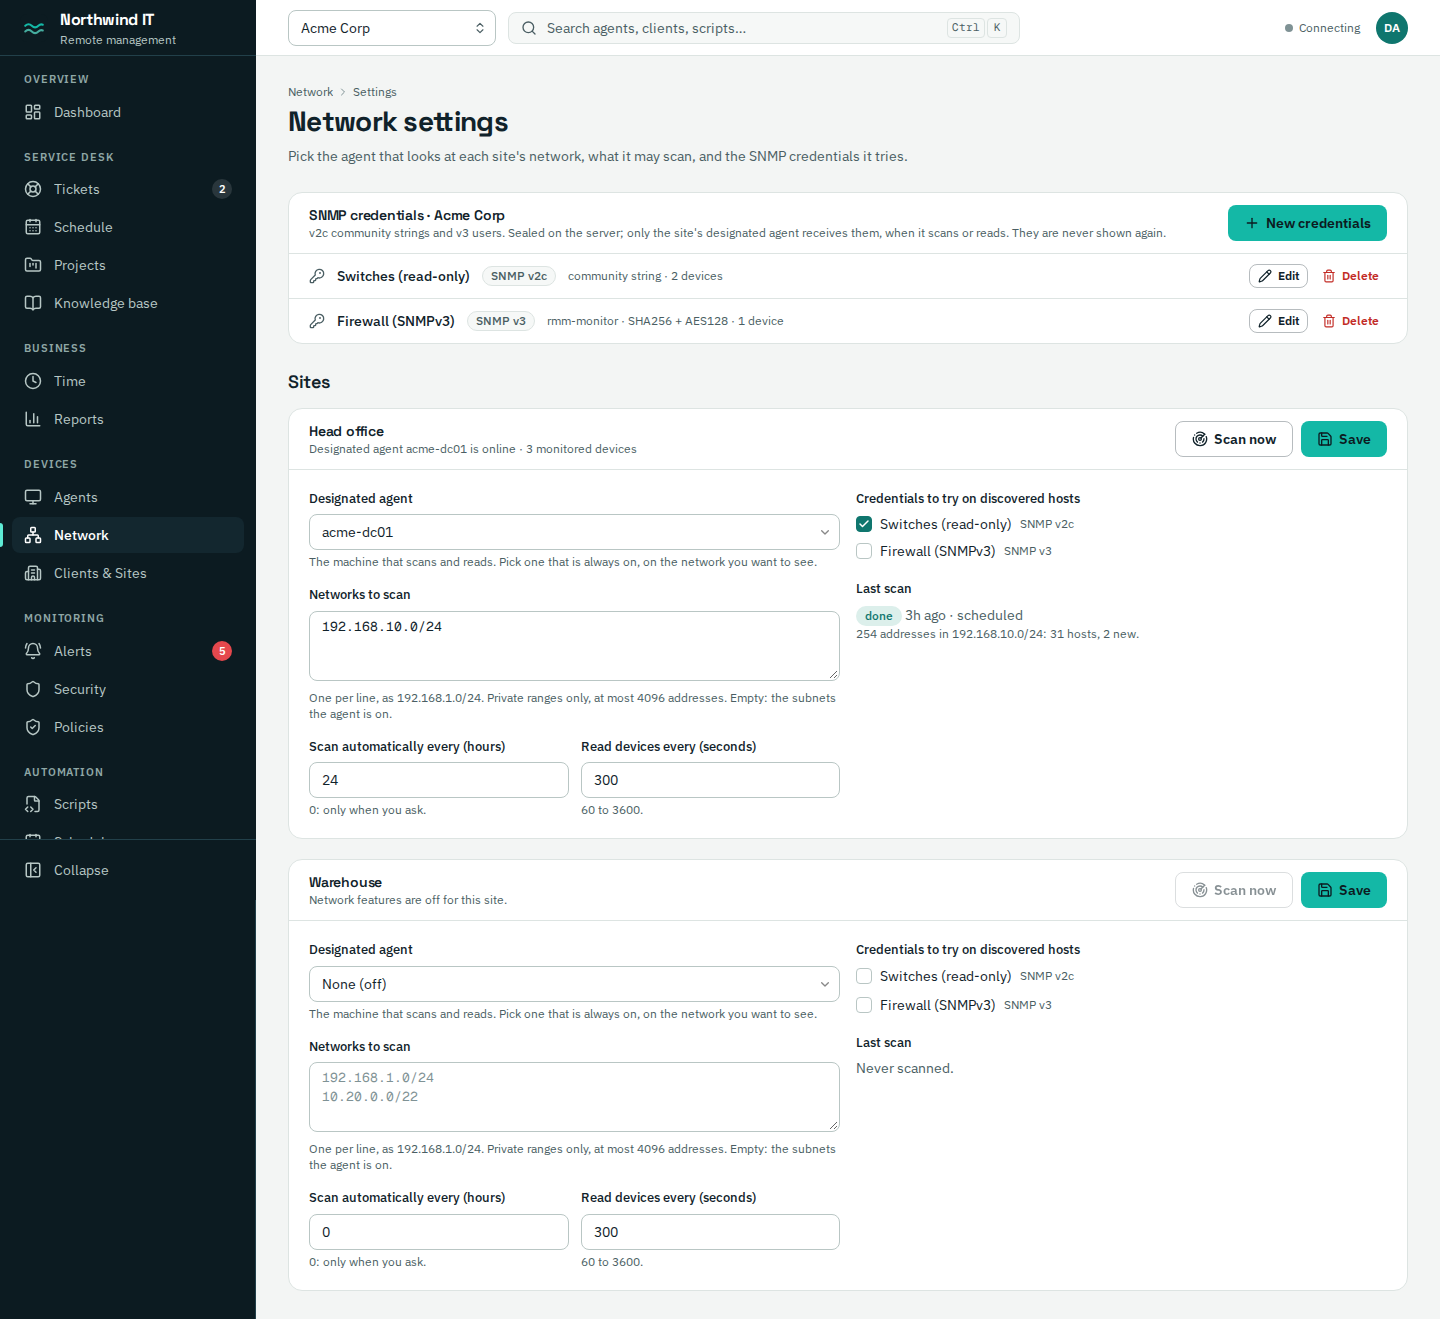 Northwind IT
Remote management
OVERVIEW
Dashboard
SERVICE DESK
Tickets
2
Schedule
Projects
Knowledge base
BUSINESS
Time
Reports
DEVICES
Agents
Network
Clients & Sites
MONITORING
Alerts
5
Security
Policies
AUTOMATION
Scripts
Collapse
Acme Corp
Search agents, clients, scripts...
Ctrl K
Connecting
DA
Network > Settings
Network settings
Pick the agent that looks at each site's network, what it may scan, and the SNMP credentials it tries.
SNMP credentials · Acme Corp
v2c community strings and v3 users. Sealed on the server; only the site's designated agent receives them, when it scans or reads. They are never shown again.
New credentials
Switches (read-only) SNMP v2c community string · 2 devices
Edit Delete
Firewall (SNMPv3) SNMP v3 rmm-monitor · SHA256 + AES128 · 1 device
Edit Delete
Sites
Head office
Designated agent acme-dc01 is online · 3 monitored devices
Scan now Save
Designated agent
acme-dc01
The machine that scans and reads. Pick one that is always on, on the network you want to see.
Networks to scan
192.168.10.0/24
One per line, as 192.168.1.0/24. Private ranges only, at most 4096 addresses. Empty: the subnets
the agent is on.
Scan automatically every (hours)
24
0: only when you ask.
Read devices every (seconds)
300
60 to 3600.
Credentials to try on discovered hosts
Switches (read-only) SNMP v2c
Firewall (SNMPv3) SNMP v3
Last scan
done 3h ago · scheduled
254 addresses in 192.168.10.0/24: 31 hosts, 2 new.
Warehouse
Network features are off for this site.
Scan now Save
Designated agent
None (off)
The machine that scans and reads. Pick one that is always on, on the network you want to see.
Networks to scan
192.168.1.0/24
10.20.0.0/22
One per line, as 192.168.1.0/24. Private ranges only, at most 4096 addresses. Empty: the subnets
the agent is on.
Scan automatically every (hours)
0
0: only when you ask.
Read devices every (seconds)
300
60 to 3600.
Credentials to try on discovered hosts
Switches (read-only) SNMP v2c
Firewall (SNMPv3) SNMP v3
Last scan
Never scanned.